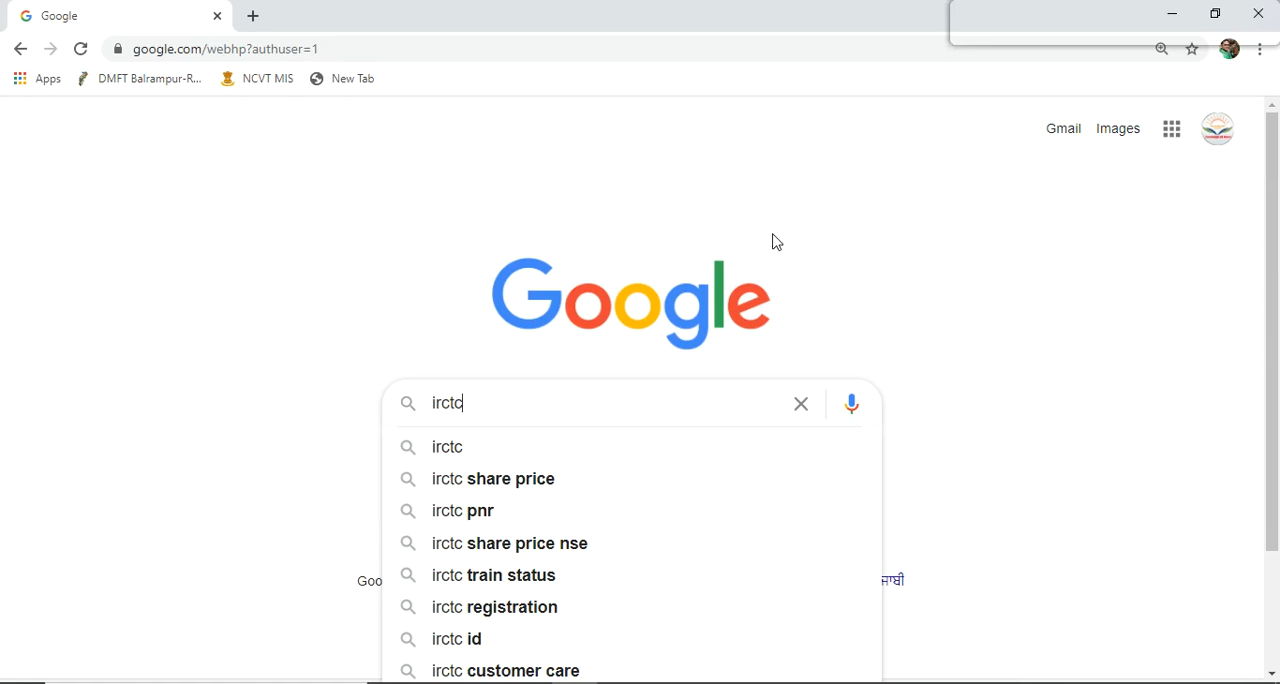 Google
google.com/webhp?authuser=1
Apps DMFT Balrampur-R... NCVT MIS New Tab
Gmail Images
Google
irctc
irctc
irctc share price
irctc pnr
irctc share price nse
irctc train status
Goo ਜਾਬੀ
irctc registration
irctc id
irctc customer care